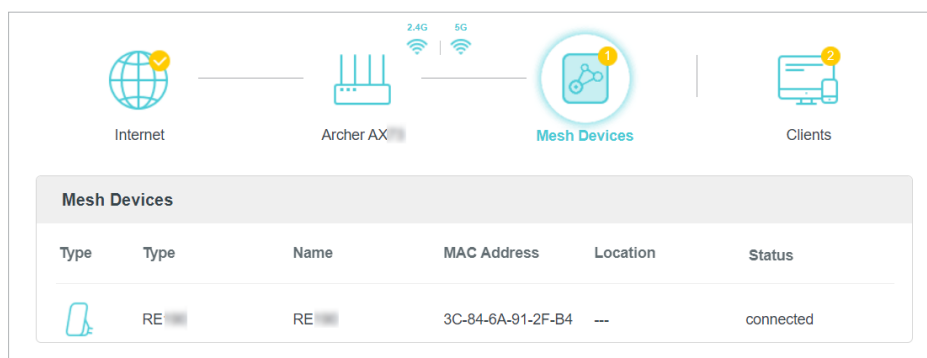 2.4G 5G
1
2
Internet
Archer AX
Mesh Devices
Clients
Mesh Devices
Type Type Name MAC Address Location Status
RE RE 3C-84-6A-91-2F-B4 --- connected